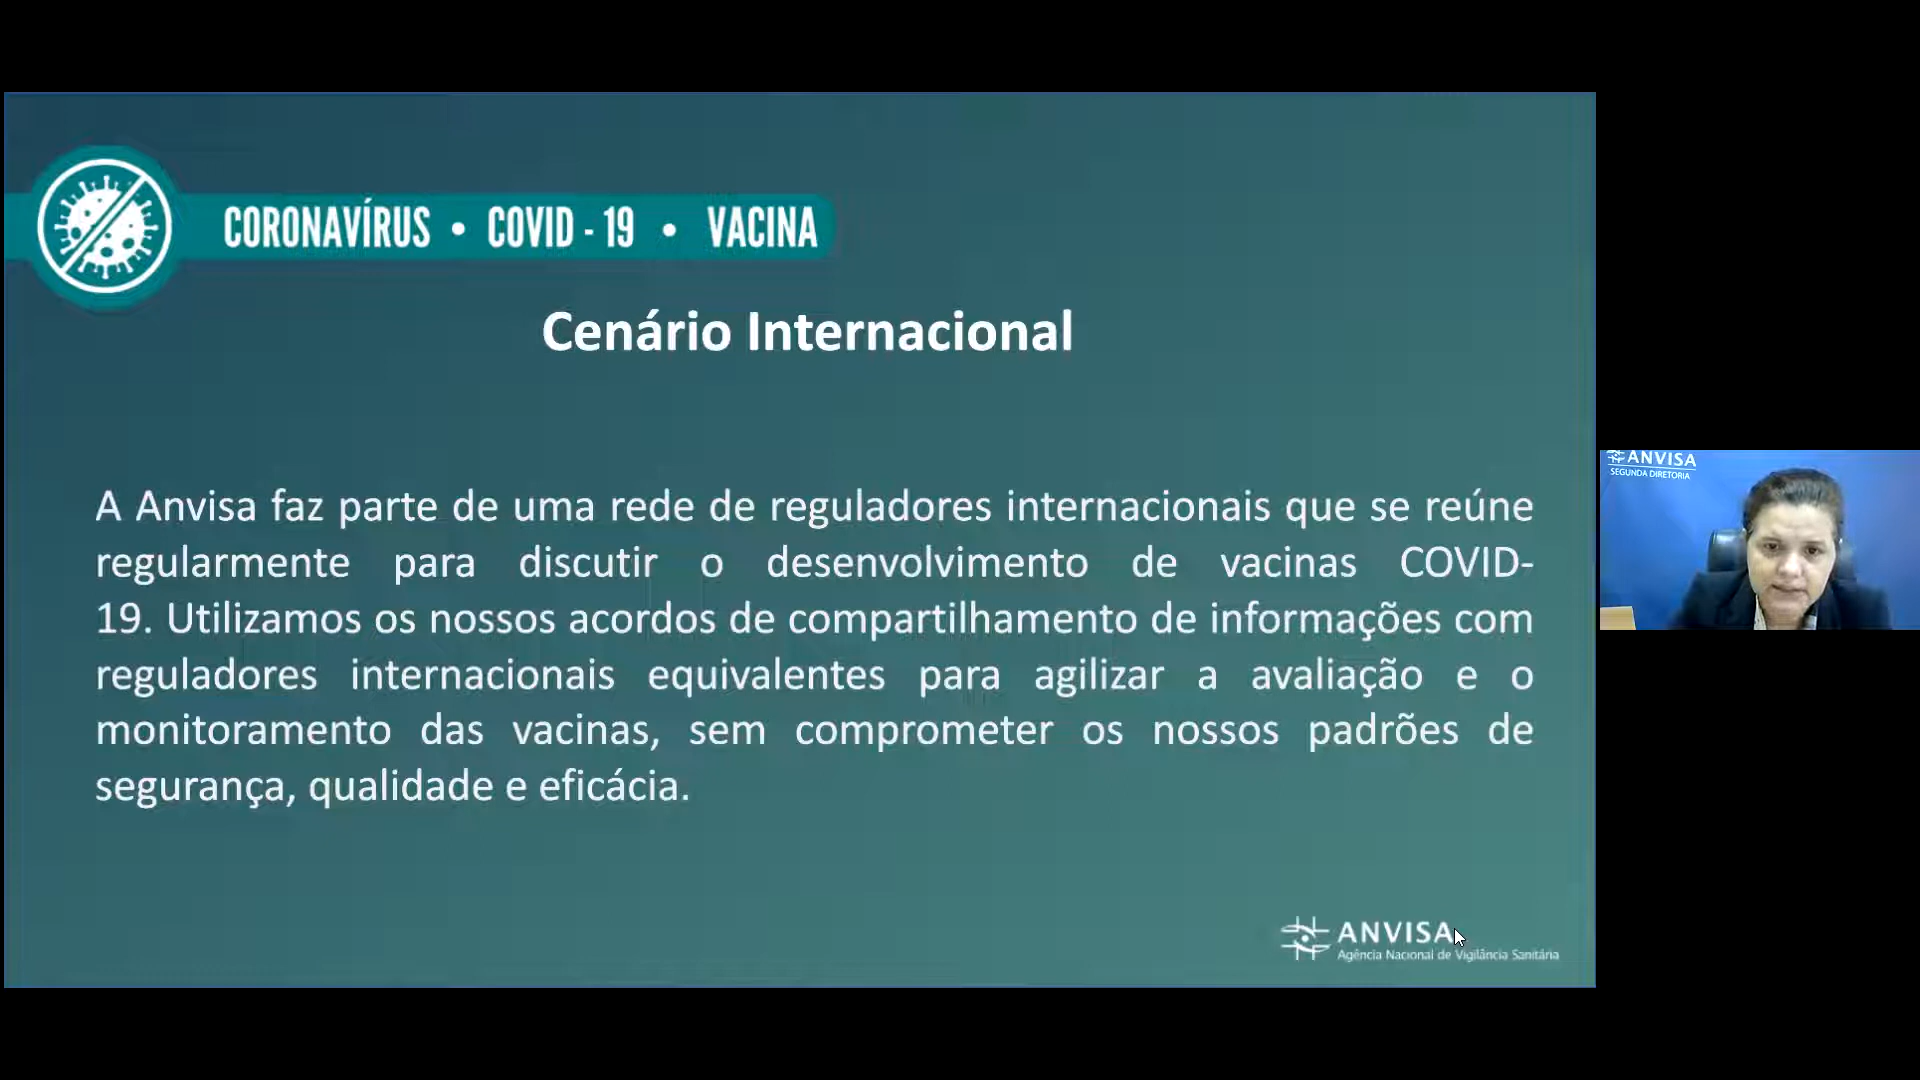 CORONAVÍRUS • COVID - 19 • VACINA
Cenário Internacional
A Anvisa faz parte de uma rede de reguladores internacionais que se reúne
regularmente para discutir o desenvolvimento de vacinas COVID-
19. Utilizamos os nossos acordos de compartilhamento de informações com
reguladores internacionais equivalentes para agilizar a avaliação e o
monitoramento das vacinas, sem comprometer os nossos padrões de
segurança, qualidade e eficácia.
ANVISA
Agência Nacional de Vigilância Sanitária
ANVISA
SEGUNDA DIRETORIA